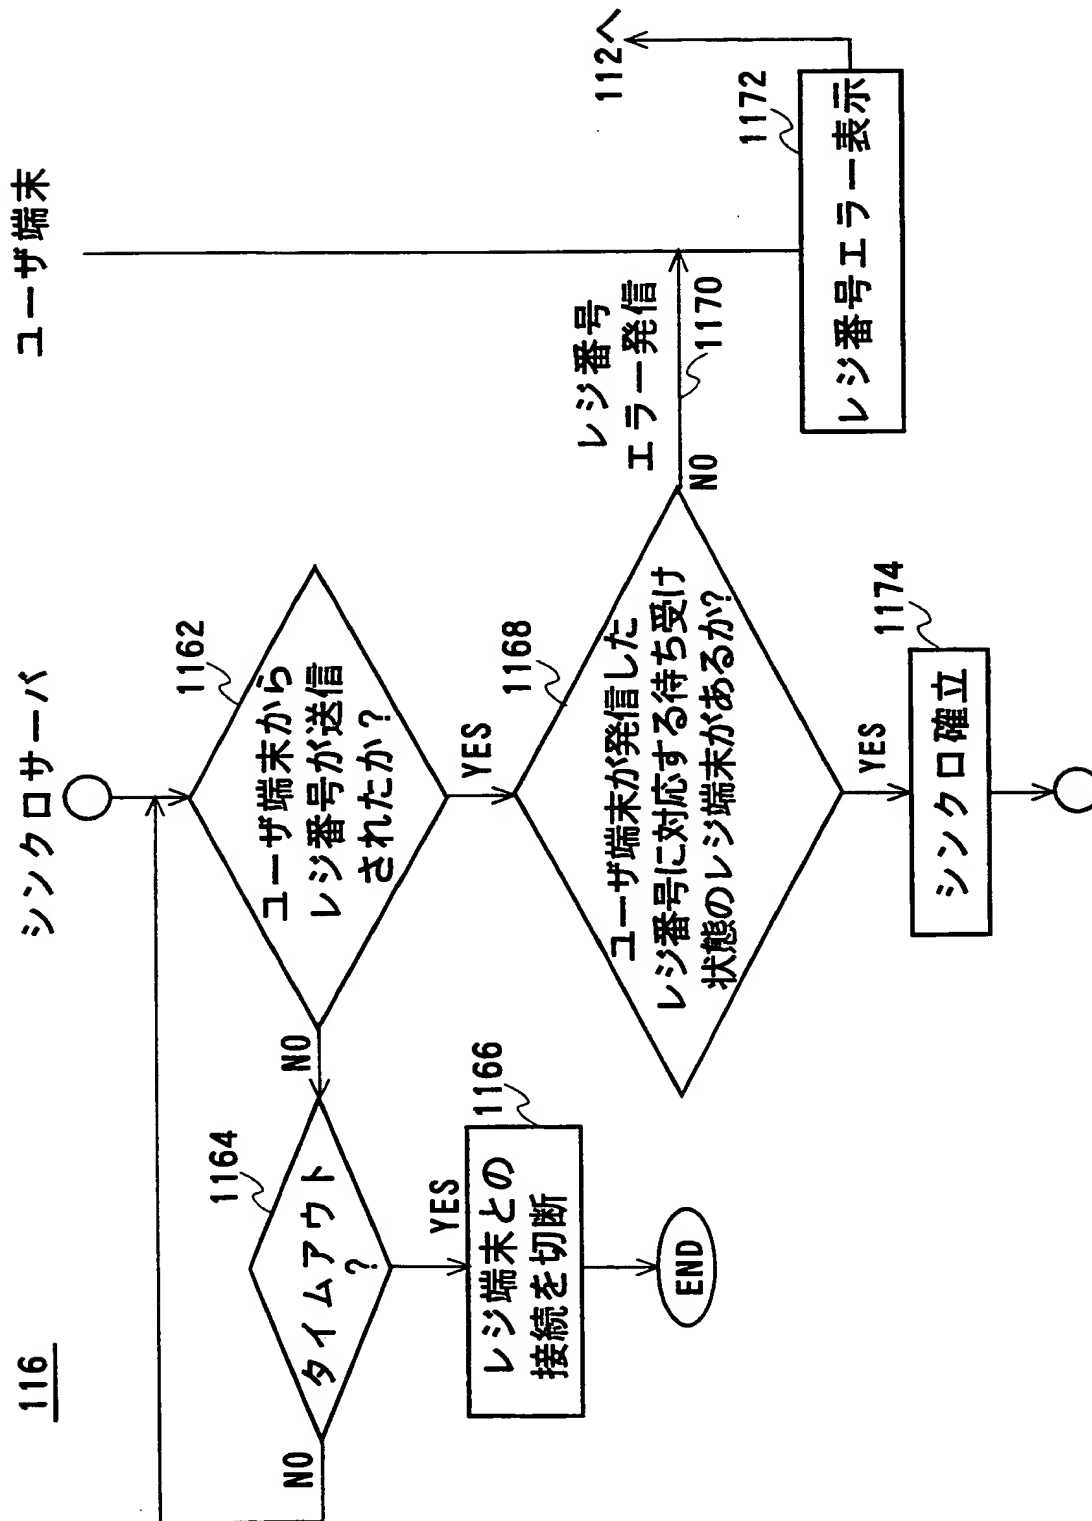 116
シンクロサーバ
ユーザ端末
1162
ユーザ端末から
レジ番号が送信
されたか?
NO
YES
1164
タイムアウト
?
NO
YES
1166
レジ端末との
接続を切断
END
1168
ユーザ端末が発信した
レジ番号に対応する待ち受け
状態のレジ端末があるか?
NO
YES
レジ番号
エラー発信
1170
1172
レジ番号エラー表示
112へ
1174
シンクロ確立